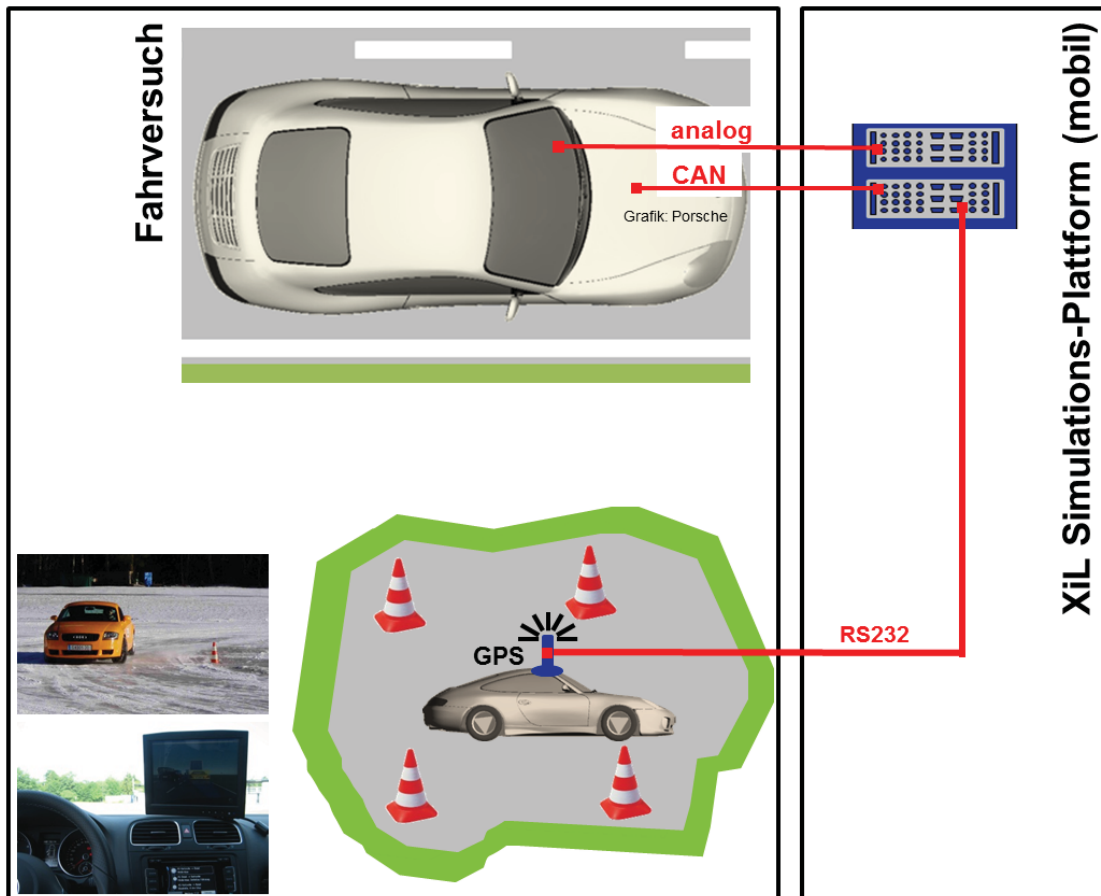 Fahrversuch
analog
CAN
Grafik: Porsche
XiL Simulations-Plattform (mobil)
GPS
RS232